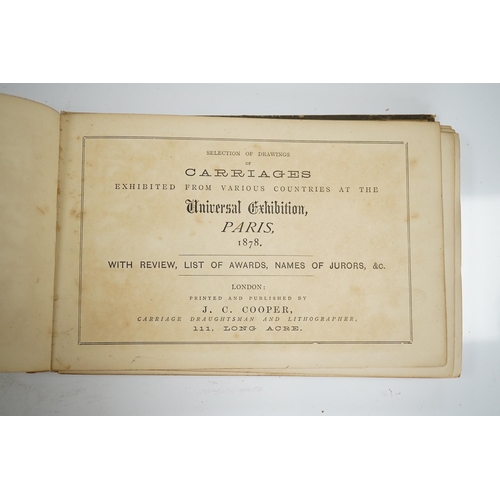 SELECTION OF DRAWINGS
OF
CARRIAGES
EXHIBITED FROM VARIOUS COUNTRIES AT THE
Universal Exhibition,
PARIS,
1878.
WITH REVIEW, LIST OF AWARDS, NAMES OF JURORS, &c.
LONDON:
PRINTED AND PUBLISHED BY
J. C. COOPER,
CARRIAGE DRAUGHTSMAN AND LITHOGRAPHER,
111, LONG ACRE.